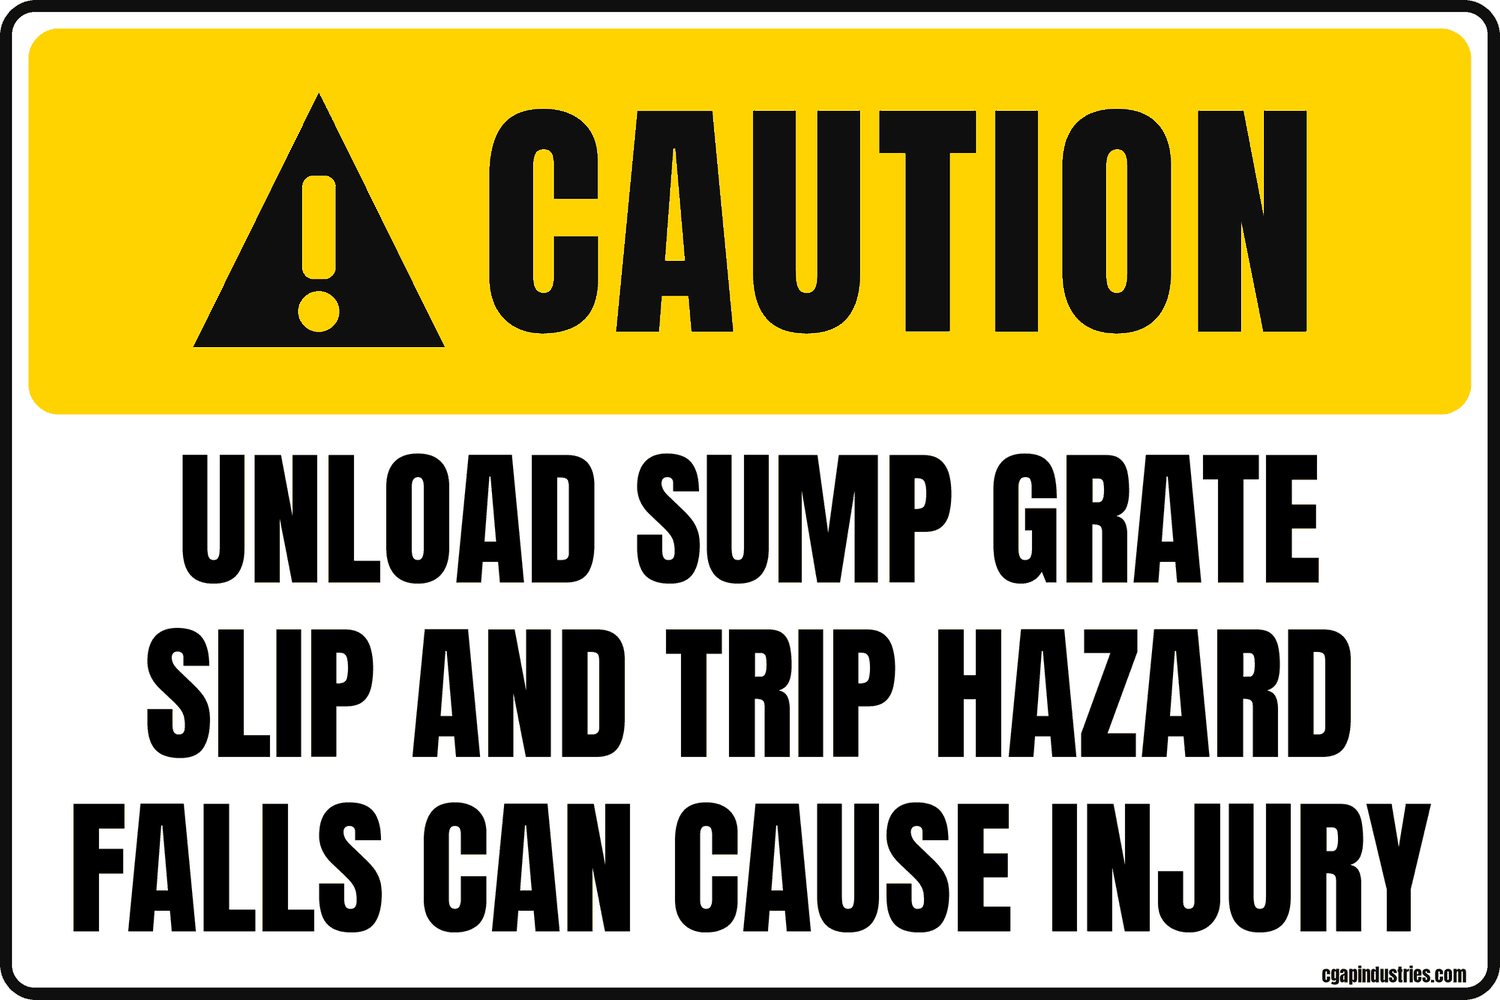 CAUTION
UNLOAD SUMP GRATE
SLIP AND TRIP HAZARD
FALLS CAN CAUSE INJURY
cgapindustries.com